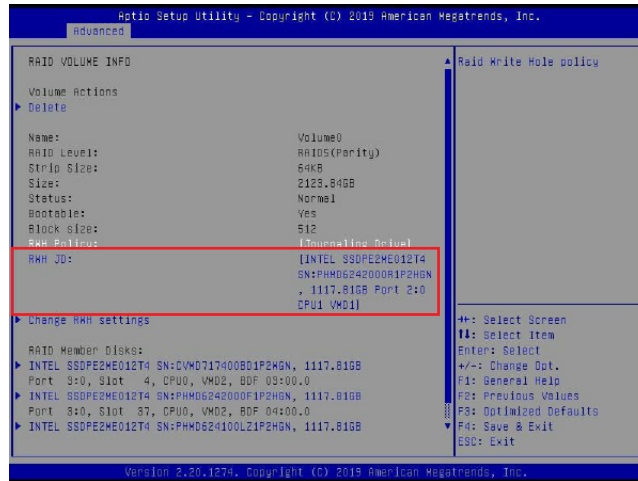 Aptio Setup Utility – Copyright (C) 2019 American Megatrends, Inc.
Advanced
RAID VOLUME INFO
Volume Actions
Delete
Name: Volume0
RAID Level: RAID5(Parity)
Strip Size: 64KB
Size: 2123.84GB
Status: Normal
Bootable: Yes
Block size: 512
RWH Policy: [Journaling Drive]
RWH JD: [INTEL SSDPE2ME012T4
SN:PHMD6242000R1P2HGN
, 1117.81GB Port 2:0
CPU1 VMD1]
Change RWH settings
RAID Member Disks:
INTEL SSDPE2ME012T4 SN:CVMD717400BD1P2WGN, 1117.81GB
Port 3:0, Slot 4, CPU0, VMD2, BDF 03:00.0
INTEL SSDPE2ME012T4 SN:PHMD6242000F1P2HGN, 1117.81GB
Port 3:0, Slot 37, CPU0, VMD2, BDF 04:00.0
INTEL SSDPE2ME012T4 SN:PHMD624100LZ1P2HGN, 1117.81GB
Raid Write Hole policy
→←: Select Screen
↑↓: Select Item
Enter: Select
+/-: Change Opt.
F1: General Help
F2: Previous Values
F3: Optimized Defaults
F4: Save & Exit
ESC: Exit
Version 2.20.1274. Copyright (C) 2019 American Megatrends, Inc.